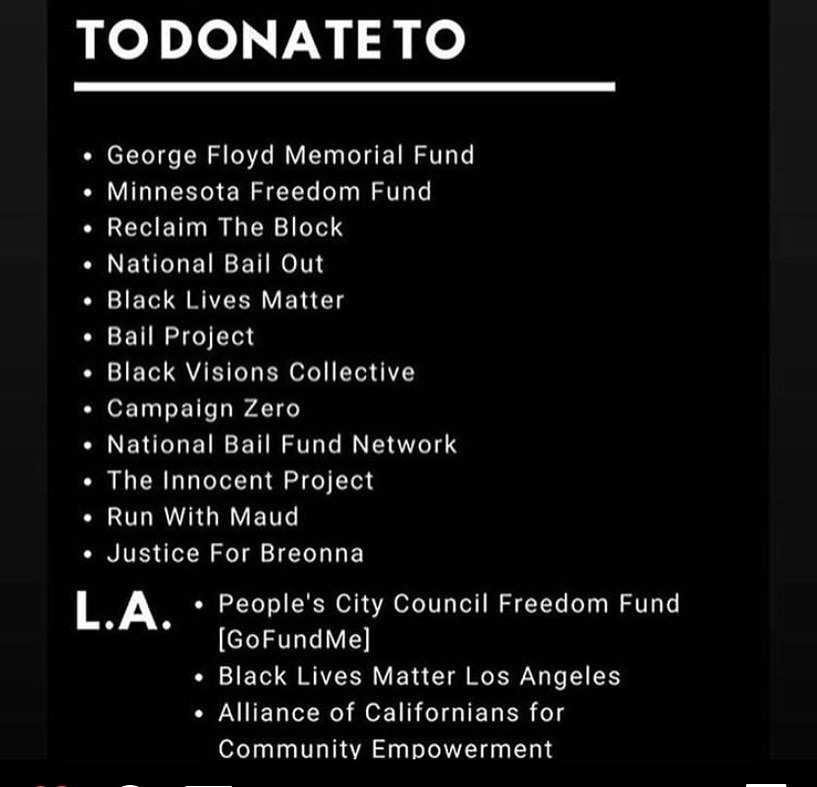 TO DONATE TO
• George Floyd Memorial Fund
• Minnesota Freedom Fund
• Reclaim The Block
• National Bail Out
• Black Lives Matter
• Bail Project
• Black Visions Collective
• Campaign Zero
• National Bail Fund Network
• The Innocent Project
• Run With Maud
• Justice For Breonna
L.A. • People's City Council Freedom Fund
[GoFundMe]
• Black Lives Matter Los Angeles
• Alliance of Californians for
Community Empowerment